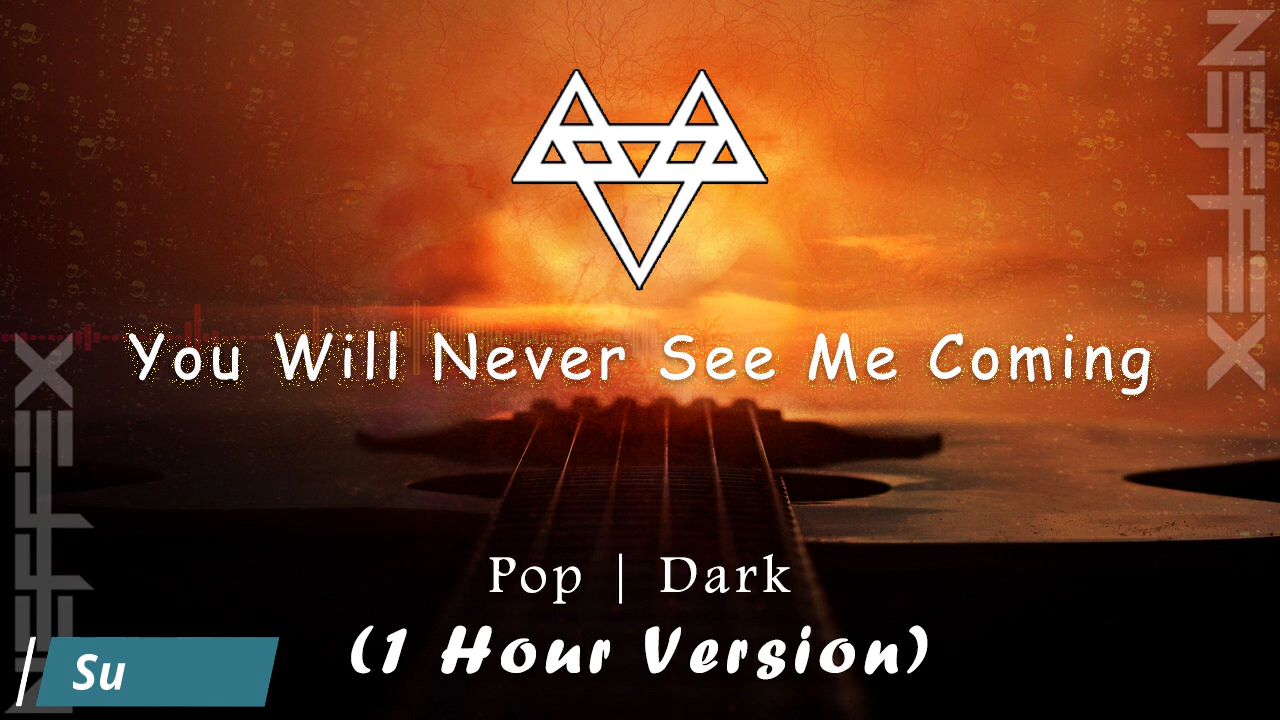 NEFFEX
You Will Never See Me Coming
NEFFEX
Pop | Dark
(1 Hour Version)
Su